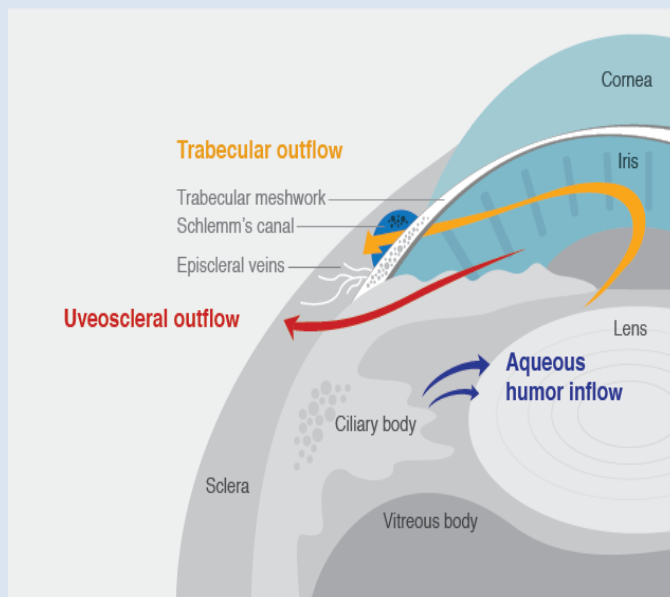 Cornea
Trabecular outflow
Iris
Trabecular meshwork
Schlemm's canal
Episcleral veins
Uveoscleral outflow
Lens
Aqueous
humor inflow
Ciliary body
Sclera
Vitreous body